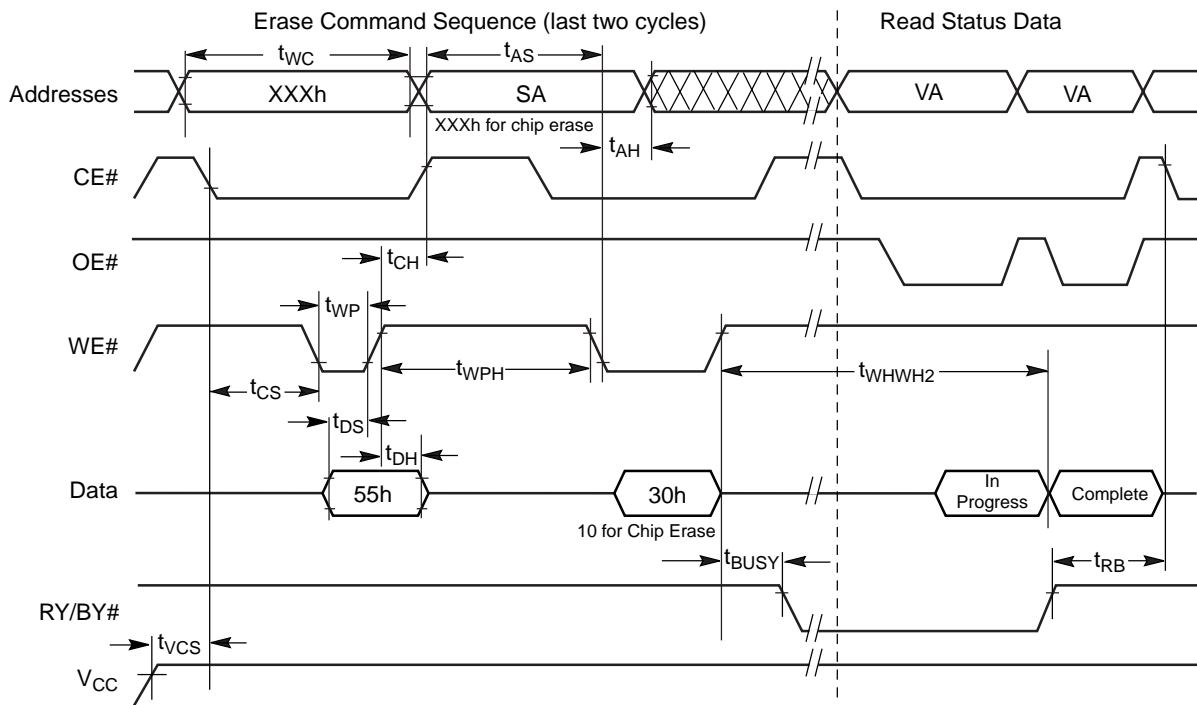 Erase Command Sequence (last two cycles)
Read Status Data
tWC
tAS
Addresses
XXXh
SA
VA
VA
XXXh for chip erase
tAH
CE#
OE#
tCH
tWP
WE#
tWPH
tWHWH2
tCS
tDS
tDH
Data
55h
30h
In
Progress
Complete
10 for Chip Erase
tBUSY
tRB
RY/BY#
tVCS
VCC